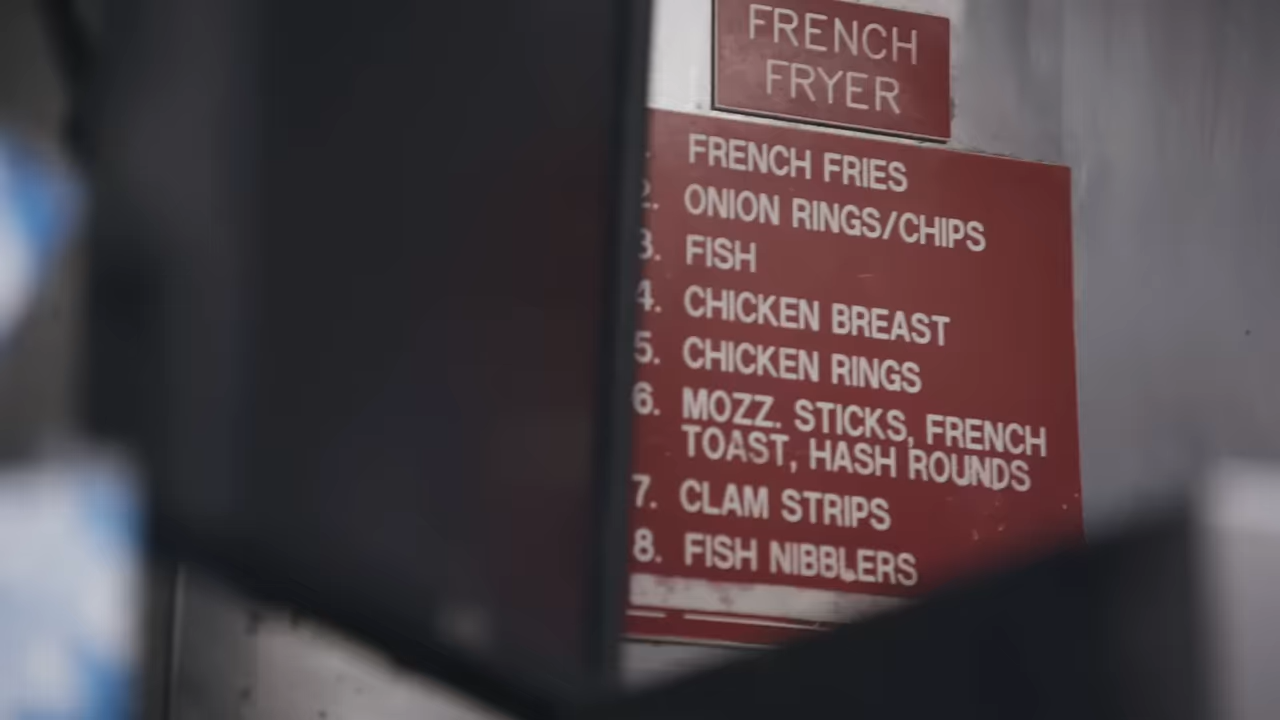 FRENCH
FRYER
FRENCH FRIES
2. ONION RINGS/CHIPS
3. FISH
4. CHICKEN BREAST
5. CHICKEN RINGS
6. MOZZ. STICKS, FRENCH
TOAST, HASH ROUNDS
7. CLAM STRIPS
8. FISH NIBBLERS